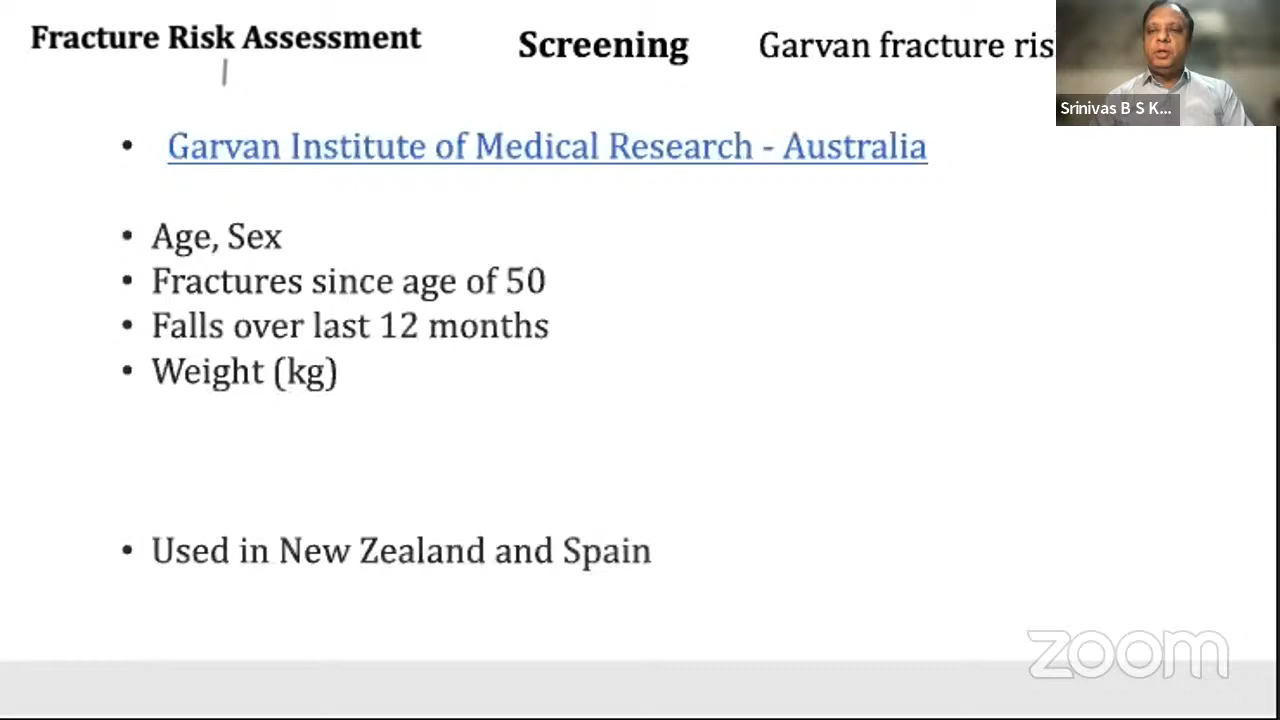 Fracture Risk Assessment
Screening
Garvan fracture ris
Srinivas B S K...
• Garvan Institute of Medical Research - Australia
• Age, Sex
• Fractures since age of 50
• Falls over last 12 months
• Weight (kg)
• Used in New Zealand and Spain
zoom